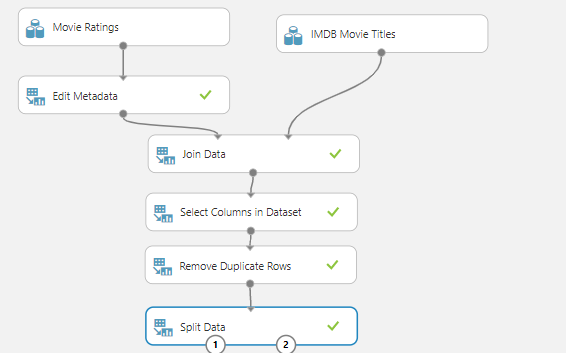 Movie Ratings
IMDB Movie Titles
Edit Metadata
Join Data
Select Columns in Dataset
Remove Duplicate Rows
Split Data
1
2